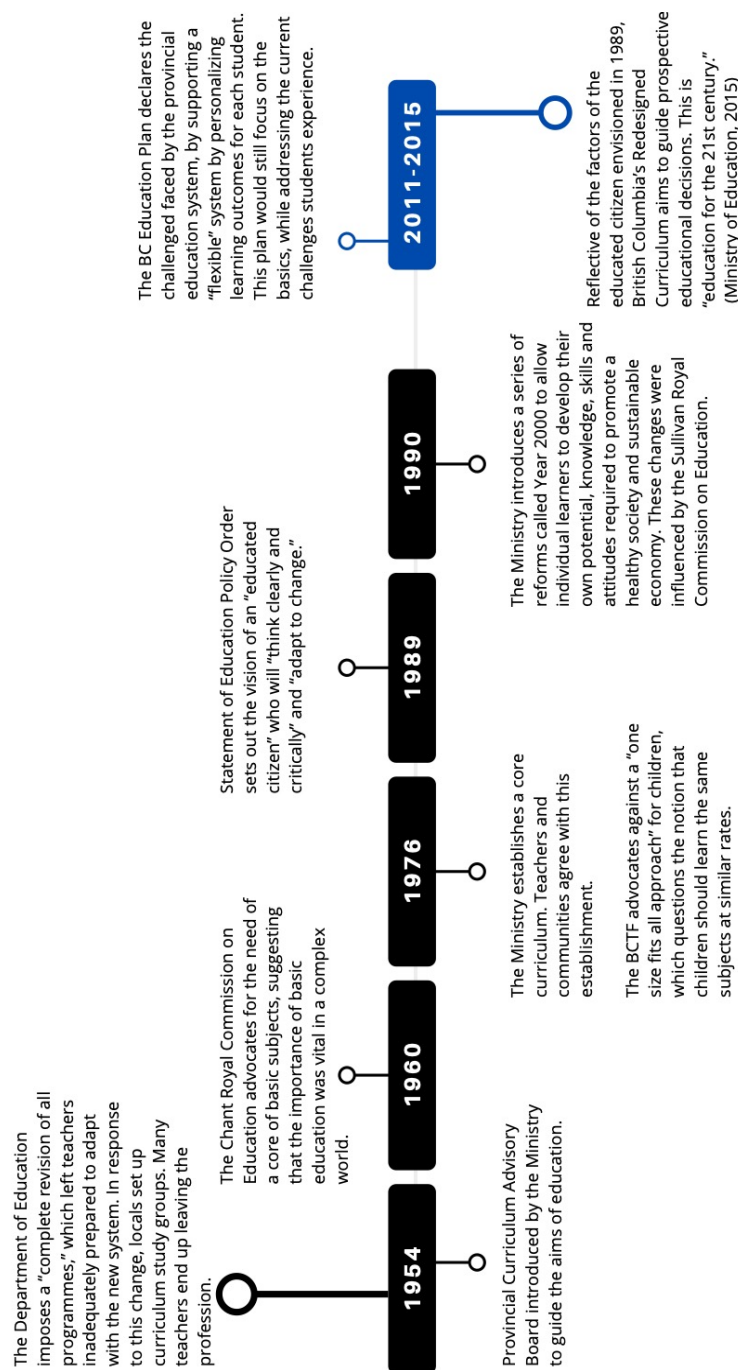 The Department of Education
imposes a “complete revision of all
programmes,” which left teachers
inadequately prepared to adapt
with the new system. In response
to this change, locals set up
curriculum study groups. Many
teachers end up leaving the
profession.
1954
Provincial Curriculum Advisory
Board introduced by the Ministry
to guide the aims of education.
The Chant Royal Commission on
Education advocates for the need of
a core of basic subjects, suggesting
that the importance of basic
education was vital in a complex
world.
1960
1976
The Ministry establishes a core
curriculum. Teachers and
communities agree with this
establishment.
The BCTF advocates against a “one
size fits all approach” for children,
which questions the notion that
children should learn the same
subjects at similar rates.
Statement of Education Policy Order
sets out the vision of an “educated
citizen” who will “think clearly and
critically” and “adapt to change.”
1989
1990
The Ministry introduces a series of
reforms called Year 2000 to allow
individual learners to develop their
own potential, knowledge, skills and
attitudes required to promote a
healthy society and sustainable
economy. These changes were
influenced by the Sullivan Royal
Commission on Education.
The BC Education Plan declares the
challenged faced by the provincial
education system, by supporting a
“flexible” system by personalizing
learning outcomes for each student.
This plan would still focus on the
basics, while addressing the current
challenges students experience.
2011-2015
Reflective of the factors of the
educated citizen envisioned in 1989,
British Columbia’s Redesigned
Curriculum aims to guide prospective
educational decisions. This is
“education for the 21st century.”
(Ministry of Education, 2015)